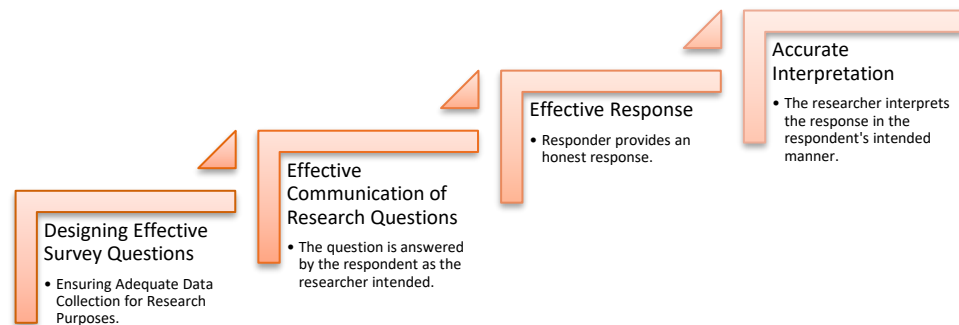 Designing Effective
Survey Questions
• Ensuring Adequate Data
Collection for Research
Purposes.
Effective
Communication of
Research Questions
• The question is answered
by the respondent as the
researcher intended.
Effective Response
• Responder provides an
honest response.
Accurate
Interpretation
• The researcher interprets
the response in the
respondent's intended
manner.